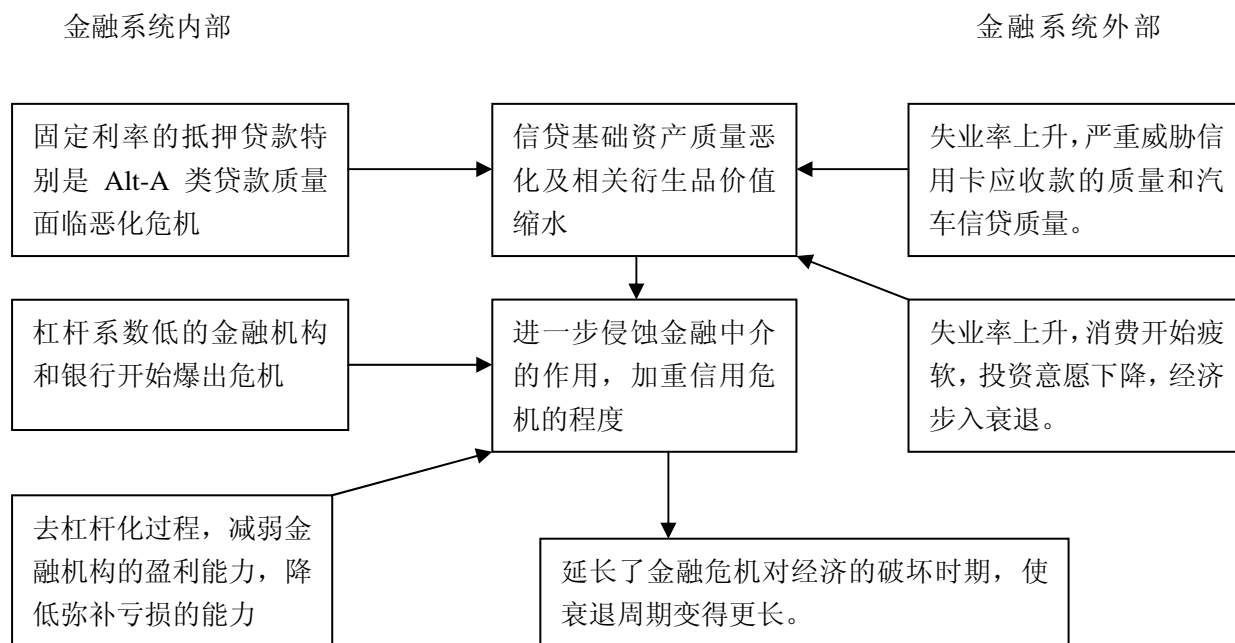 金融系统内部
金融系统外部
固定利率的抵押贷款特
别是 Alt-A 类贷款质量
面临恶化危机
信贷基础资产质量恶
化及相关衍生品价值
缩水
失业率上升，严重威胁信
用卡应收款的质量和汽
车信贷质量。
杠杆系数低的金融机构
和银行开始爆出危机
进一步侵蚀金融中介
的作用，加重信用危
机的程度
失业率上升，消费开始疲
软，投资意愿下降，经济
步入衰退。
去杠杆化过程，减弱金
融机构的盈利能力，降
低弥补亏损的能力
延长了金融危机对经济的破坏时期，使
衰退周期变得更长。